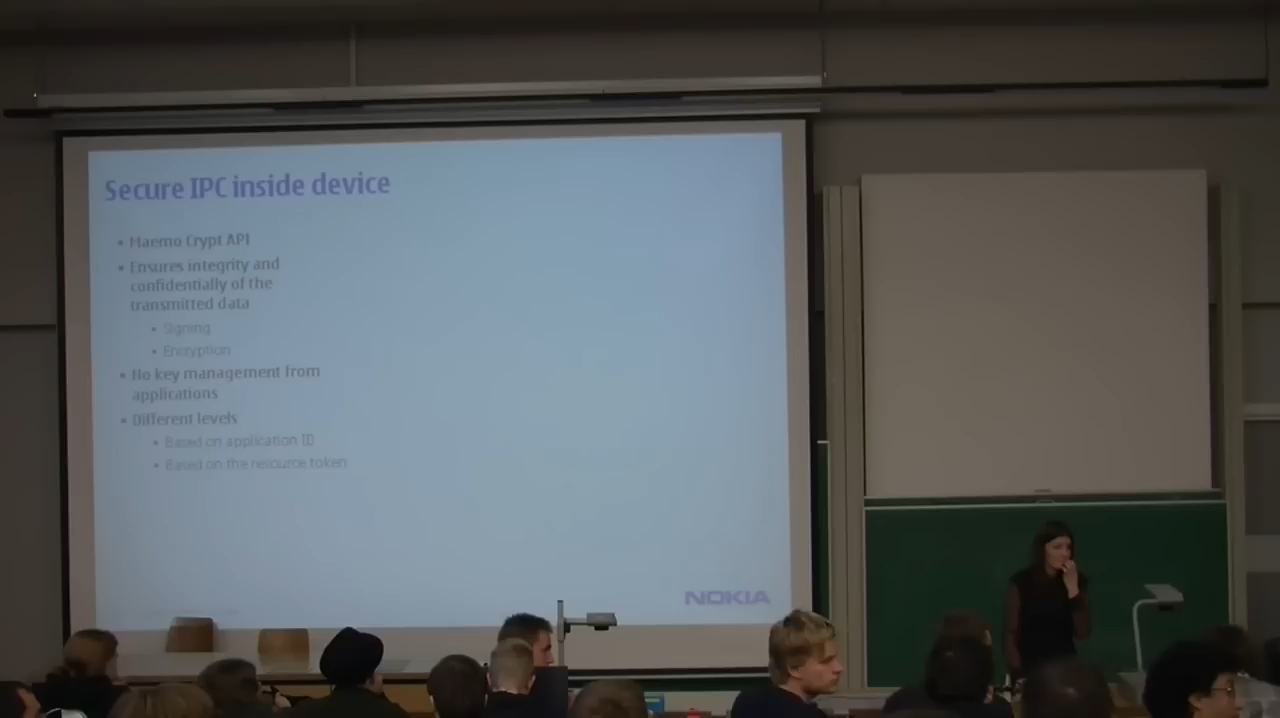 Secure IPC inside device
• Maemo Crypt API
• Ensures integrity and
confidentially of the
transmitted data
• Signing
• Encryption
• No key management from
applications
• Different levels
• Based on application ID
• Based on the resource token
NOKIA